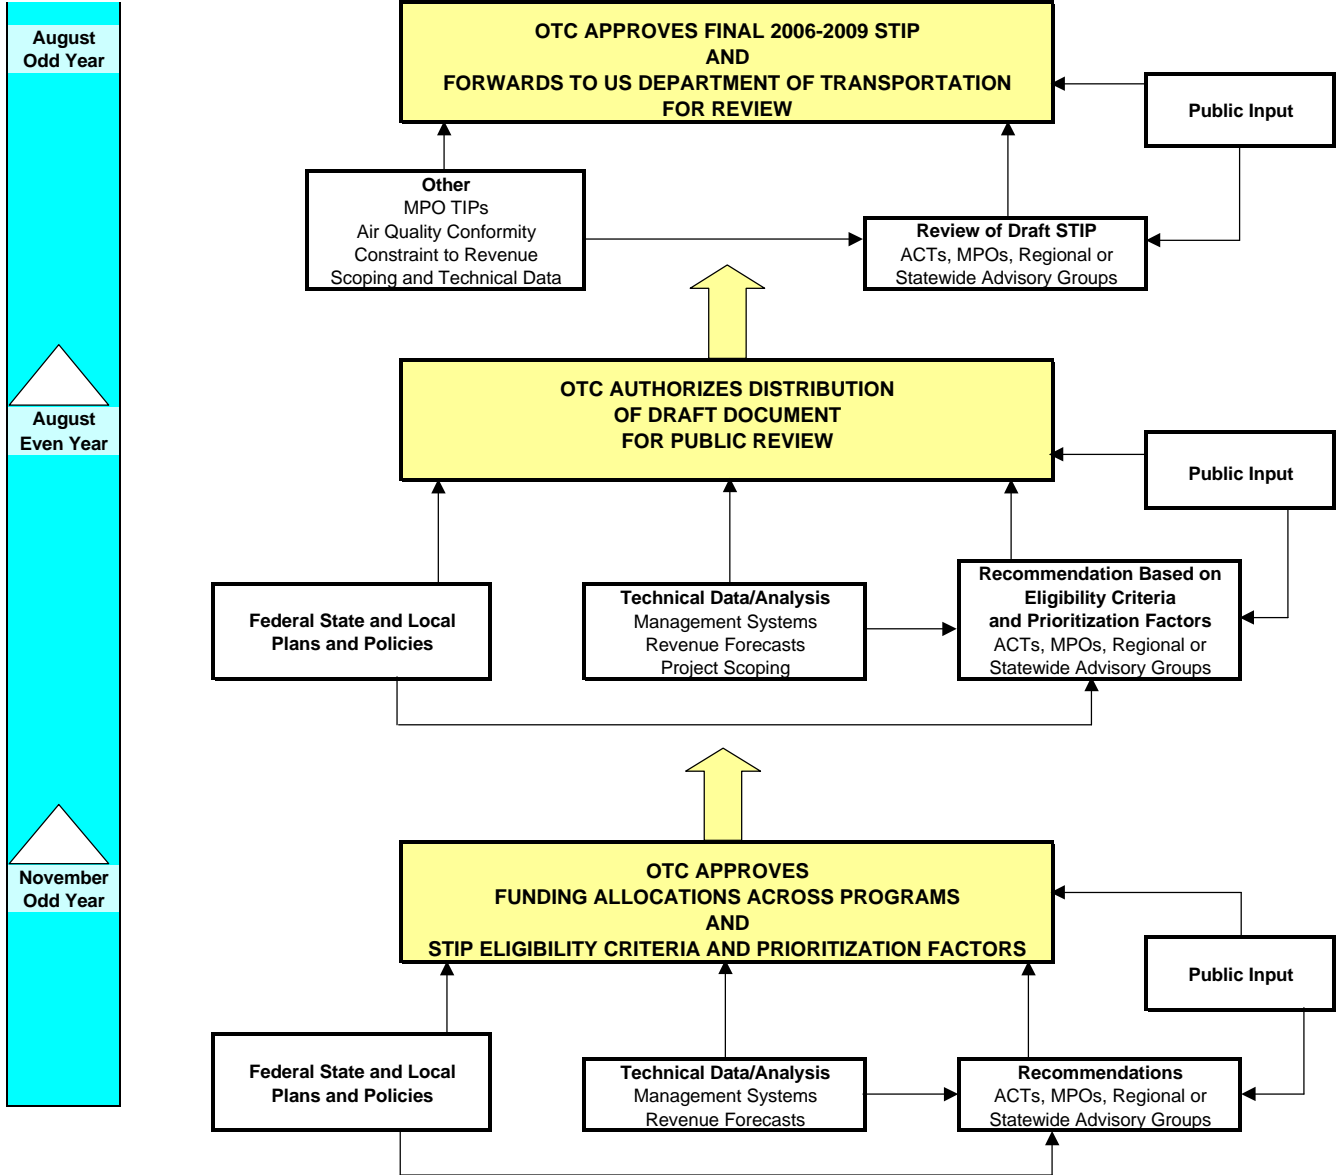 August
Odd Year
OTC APPROVES FINAL 2006-2009 STIP
AND
FORWARDS TO US DEPARTMENT OF TRANSPORTATION
FOR REVIEW
Public Input
Other
MPO TIPs
Air Quality Conformity
Constraint to Revenue
Scoping and Technical Data
Review of Draft STIP
ACTs, MPOs, Regional or
Statewide Advisory Groups
August
Even Year
OTC AUTHORIZES DISTRIBUTION
OF DRAFT DOCUMENT
FOR PUBLIC REVIEW
Public Input
Federal State and Local
Plans and Policies
Technical Data/Analysis
Management Systems
Revenue Forecasts
Project Scoping
Recommendation Based on
Eligibility Criteria
and Prioritization Factors
ACTs, MPOs, Regional or
Statewide Advisory Groups
November
Odd Year
OTC APPROVES
FUNDING ALLOCATIONS ACROSS PROGRAMS
AND
STIP ELIGIBILITY CRITERIA AND PRIORITIZATION FACTORS
Public Input
Federal State and Local
Plans and Policies
Technical Data/Analysis
Management Systems
Revenue Forecasts
Recommendations
ACTs, MPOs, Regional or
Statewide Advisory Groups